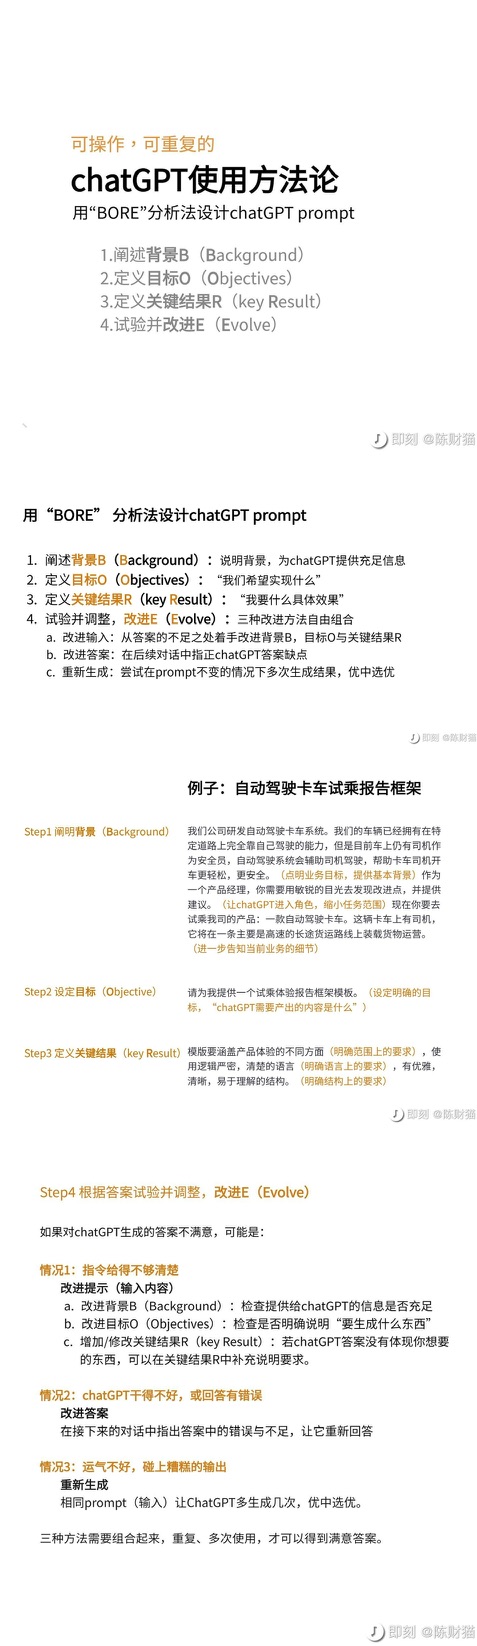 可操作，可重复的
chatGPT使用方法论
用“BORE”分析法设计chatGPT prompt
1.阐述背景B（Background）
2.定义目标O（Objectives）
3.定义关键结果R（key Result）
4.试验并改进E（Evolve）
即刻 @陈财猫
用“BORE” 分析法设计chatGPT prompt
1. 阐述背景B（Background）：说明背景，为chatGPT提供充足信息
2. 定义目标O（Objectives）：“我们希望实现什么”
3. 定义关键结果R（key Result）：“我要什么具体效果”
4. 试验并调整，改进E（Evolve）：三种改进方法自由组合
a. 改进输入：从答案的不足之处着手改进背景B，目标O与关键结果R
b. 改进答案：在后续对话中指正chatGPT答案缺点
c. 重新生成：尝试在prompt不变的情况下多次生成结果，优中选优
即刻 @陈财猫
例子：自动驾驶卡车试乘报告框架
Step1 阐明背景（Background）
我们公司研发自动驾驶卡车系统。我们的车辆已经拥有在特
定道路上完全靠自己驾驶的能力，但是目前车上仍有司机作
为安全员，自动驾驶系统会辅助司机驾驶，帮助卡车司机开
车更轻松，更安全。（点明业务目标，提供基本背景）作为
一个产品经理，你需要用敏锐的目光去发现改进点，并提供
建议。（让chatGPT进入角色，缩小任务范围）现在你要去
试乘我司的产品：一款自动驾驶卡车。这辆卡车上有司机，
它将在一条主要是高速的长途货运路线上装载货物运营。
（进一步告知当前业务的细节）
Step2 设定目标（Objective）
请为我提供一个试乘体验报告框架模板。（设定明确的目
标，“chatGPT需要产出的内容是什么”）
Step3 定义关键结果（key Result）
模版要涵盖产品体验的不同方面（明确范围上的要求），使
用逻辑严密，清楚的语言（明确语言上的要求），有优雅，
清晰，易于理解的结构。（明确结构上的要求）
即刻 @陈财猫
Step4 根据答案试验并调整，改进E（Evolve）
如果对chatGPT生成的答案不满意，可能是：
情况1：指令给得不够清楚
改进提示（输入内容）
a. 改进背景B（Background）：检查提供给chatGPT的信息是否充足
b. 改进目标O（Objectives）：检查是否明确说明“要生成什么东西”
c. 增加/修改关键结果R（key Result）：若chatGPT答案没有体现你想要
的东西，可以在关键结果R中补充说明要求。
情况2：chatGPT干得不好，或回答有错误
改进答案
在接下来的对话中指出答案中的错误与不足，让它重新回答
情况3：运气不好，碰上糟糕的输出
重新生成
相同prompt（输入）让ChatGPT多生成几次，优中选优。
三种方法需要组合起来，重复、多次使用，才可以得到满意答案。
即刻 @陈财猫